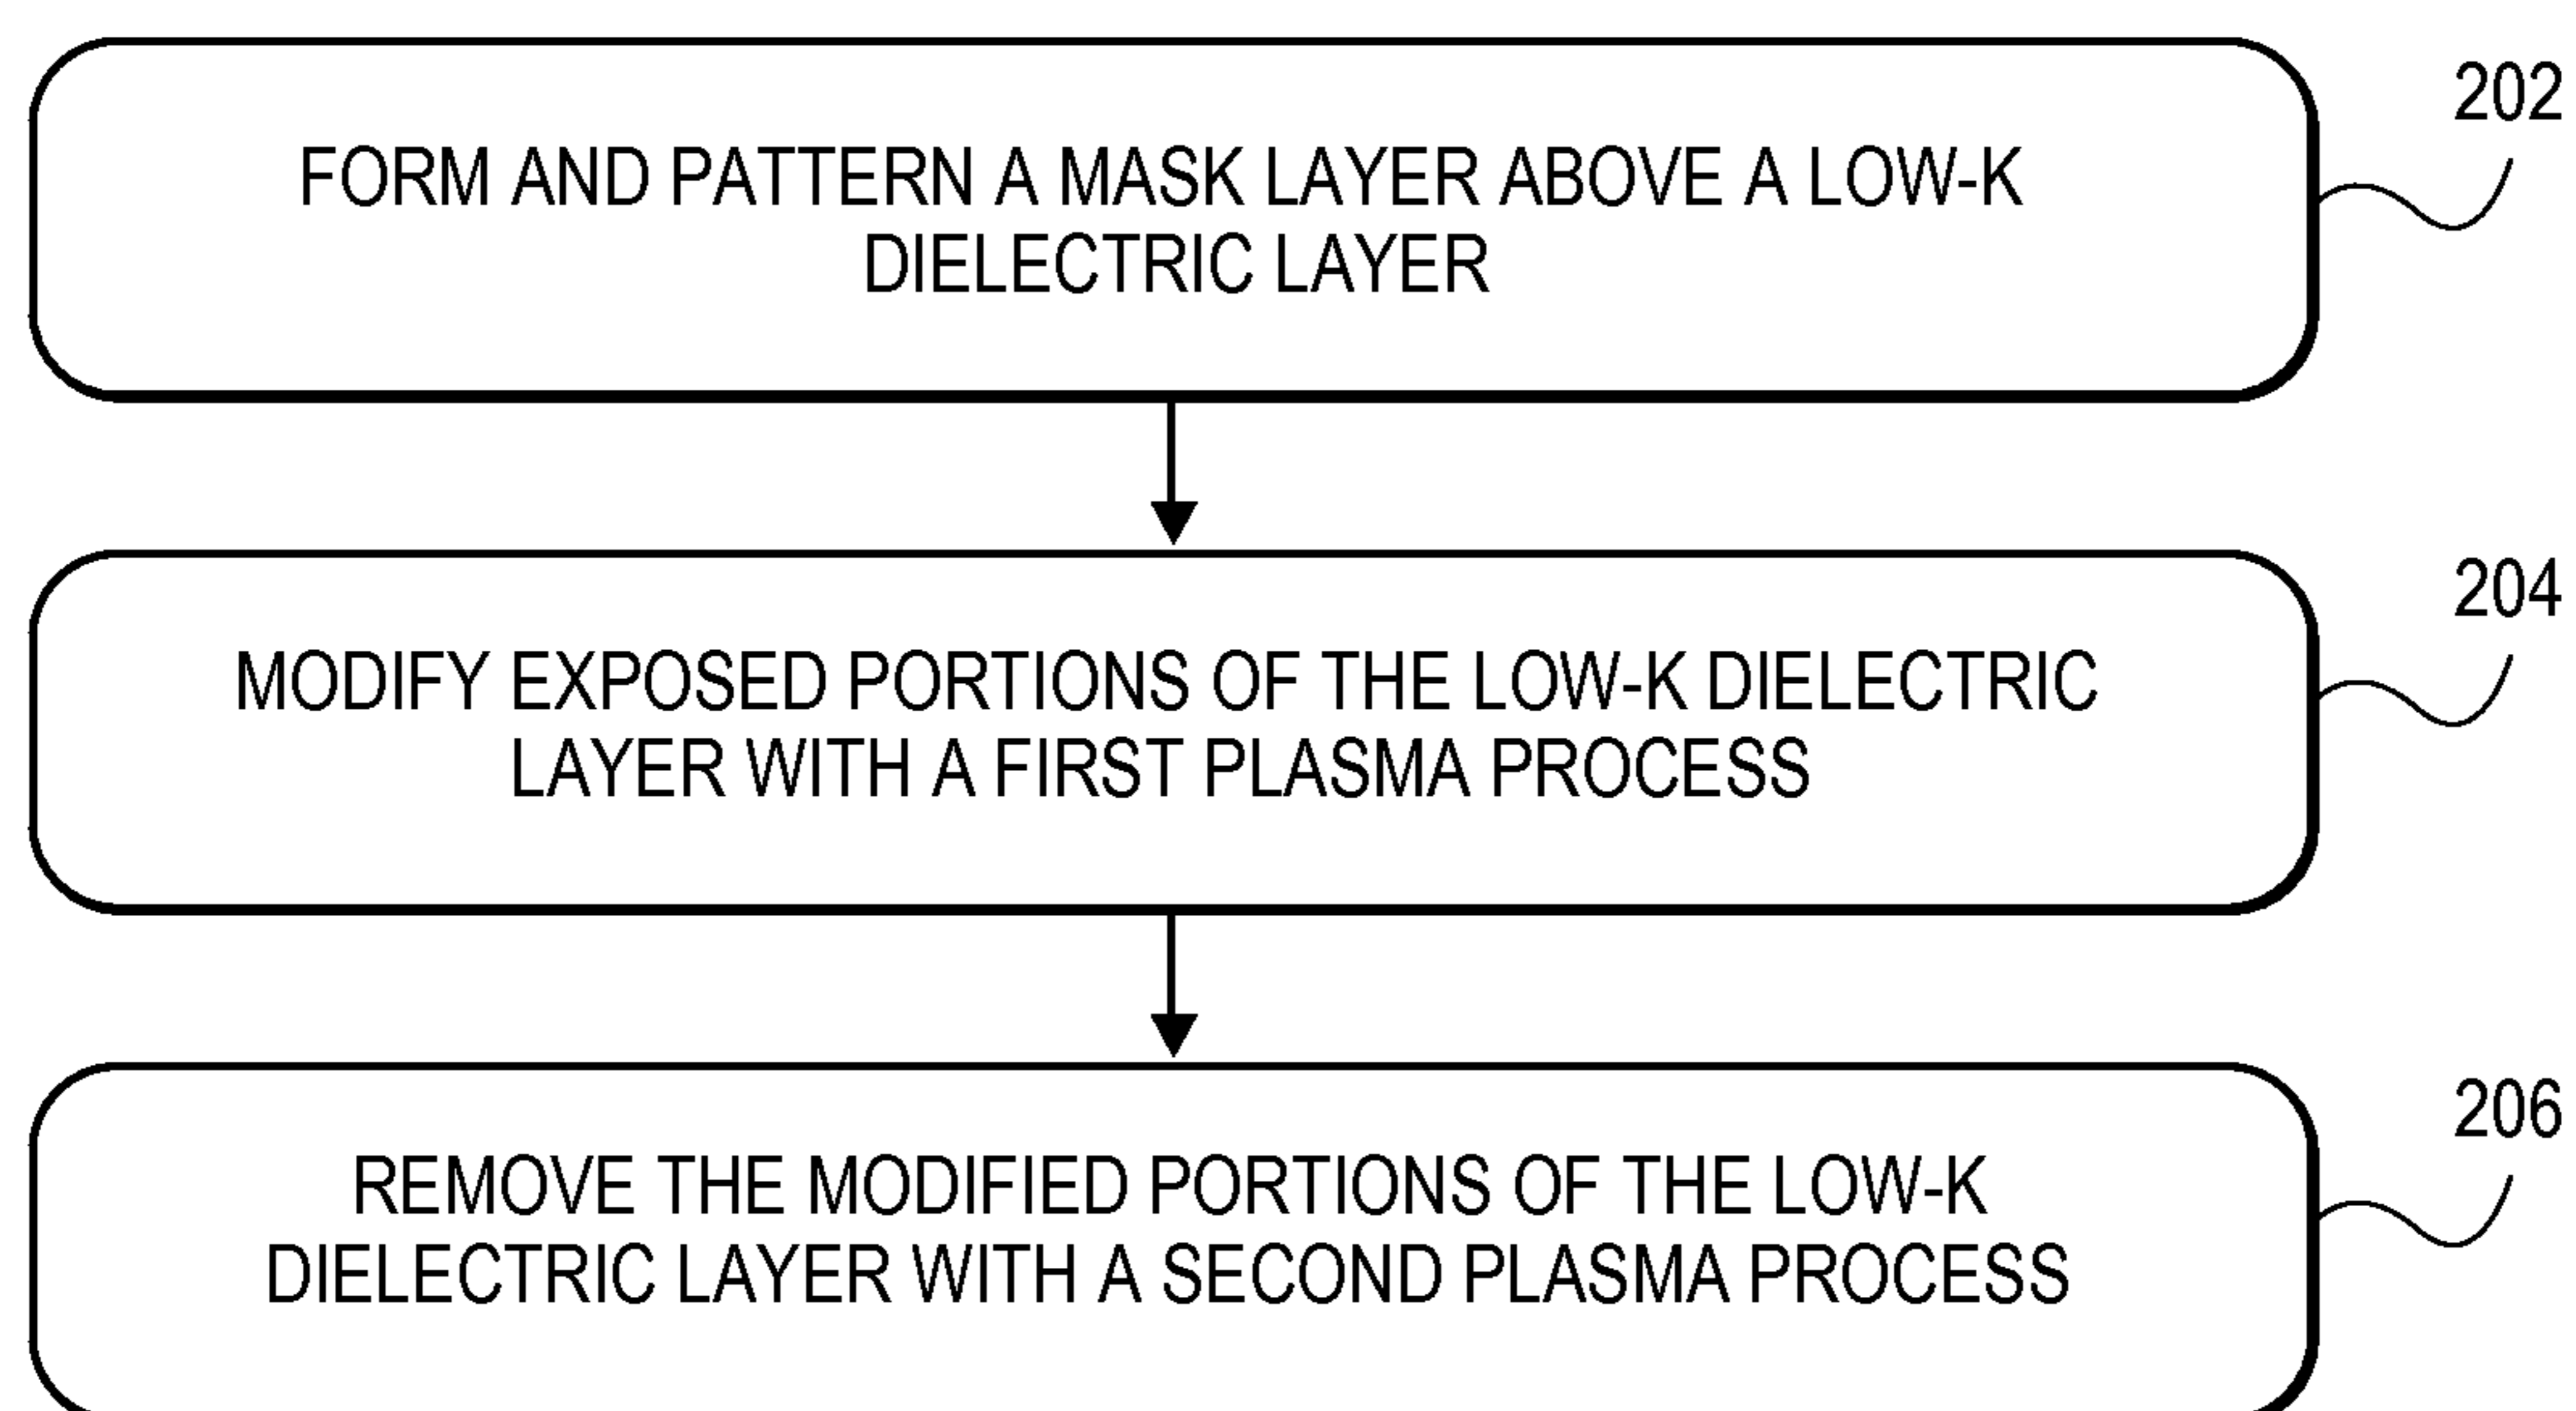 FORM AND PATTERN A MASK LAYER ABOVE A LOW-K
DIELECTRIC LAYER
202
MODIFY EXPOSED PORTIONS OF THE LOW-K DIELECTRIC
LAYER WITH A FIRST PLASMA PROCESS
204
REMOVE THE MODIFIED PORTIONS OF THE LOW-K
DIELECTRIC LAYER WITH A SECOND PLASMA PROCESS
206